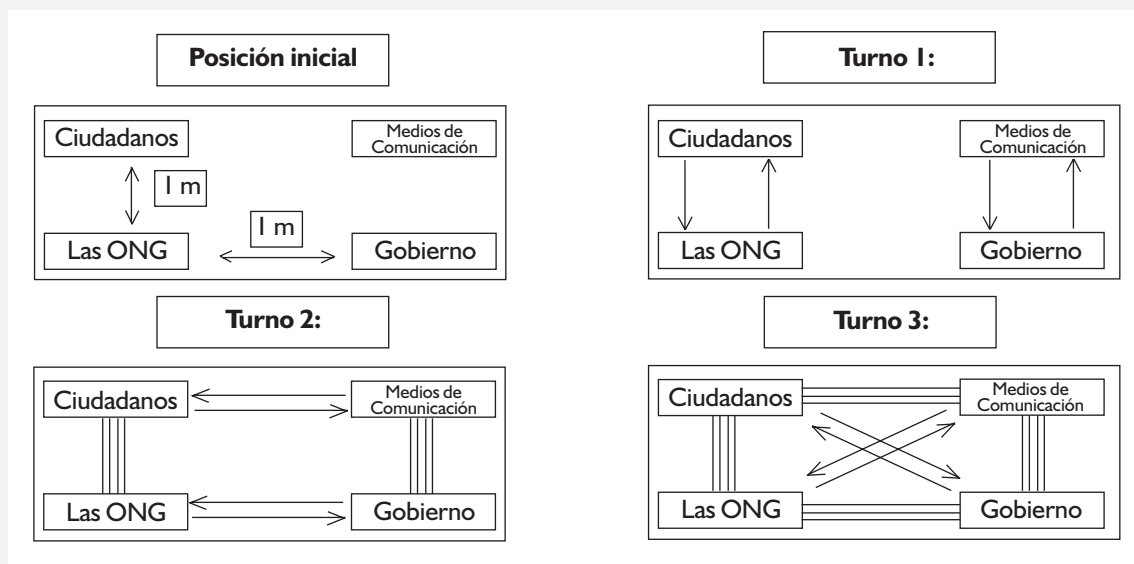 Posición inicial
Ciudadanos
Medios de
Comunicación
1 m
1 m
Las ONG
Gobierno
Turno 1:
Ciudadanos
Medios de
Comunicación
Las ONG
Gobierno
Turno 2:
Ciudadanos
Medios de
Comunicación
Las ONG
Gobierno
Turno 3:
Ciudadanos
Medios de
Comunicación
Las ONG
Gobierno